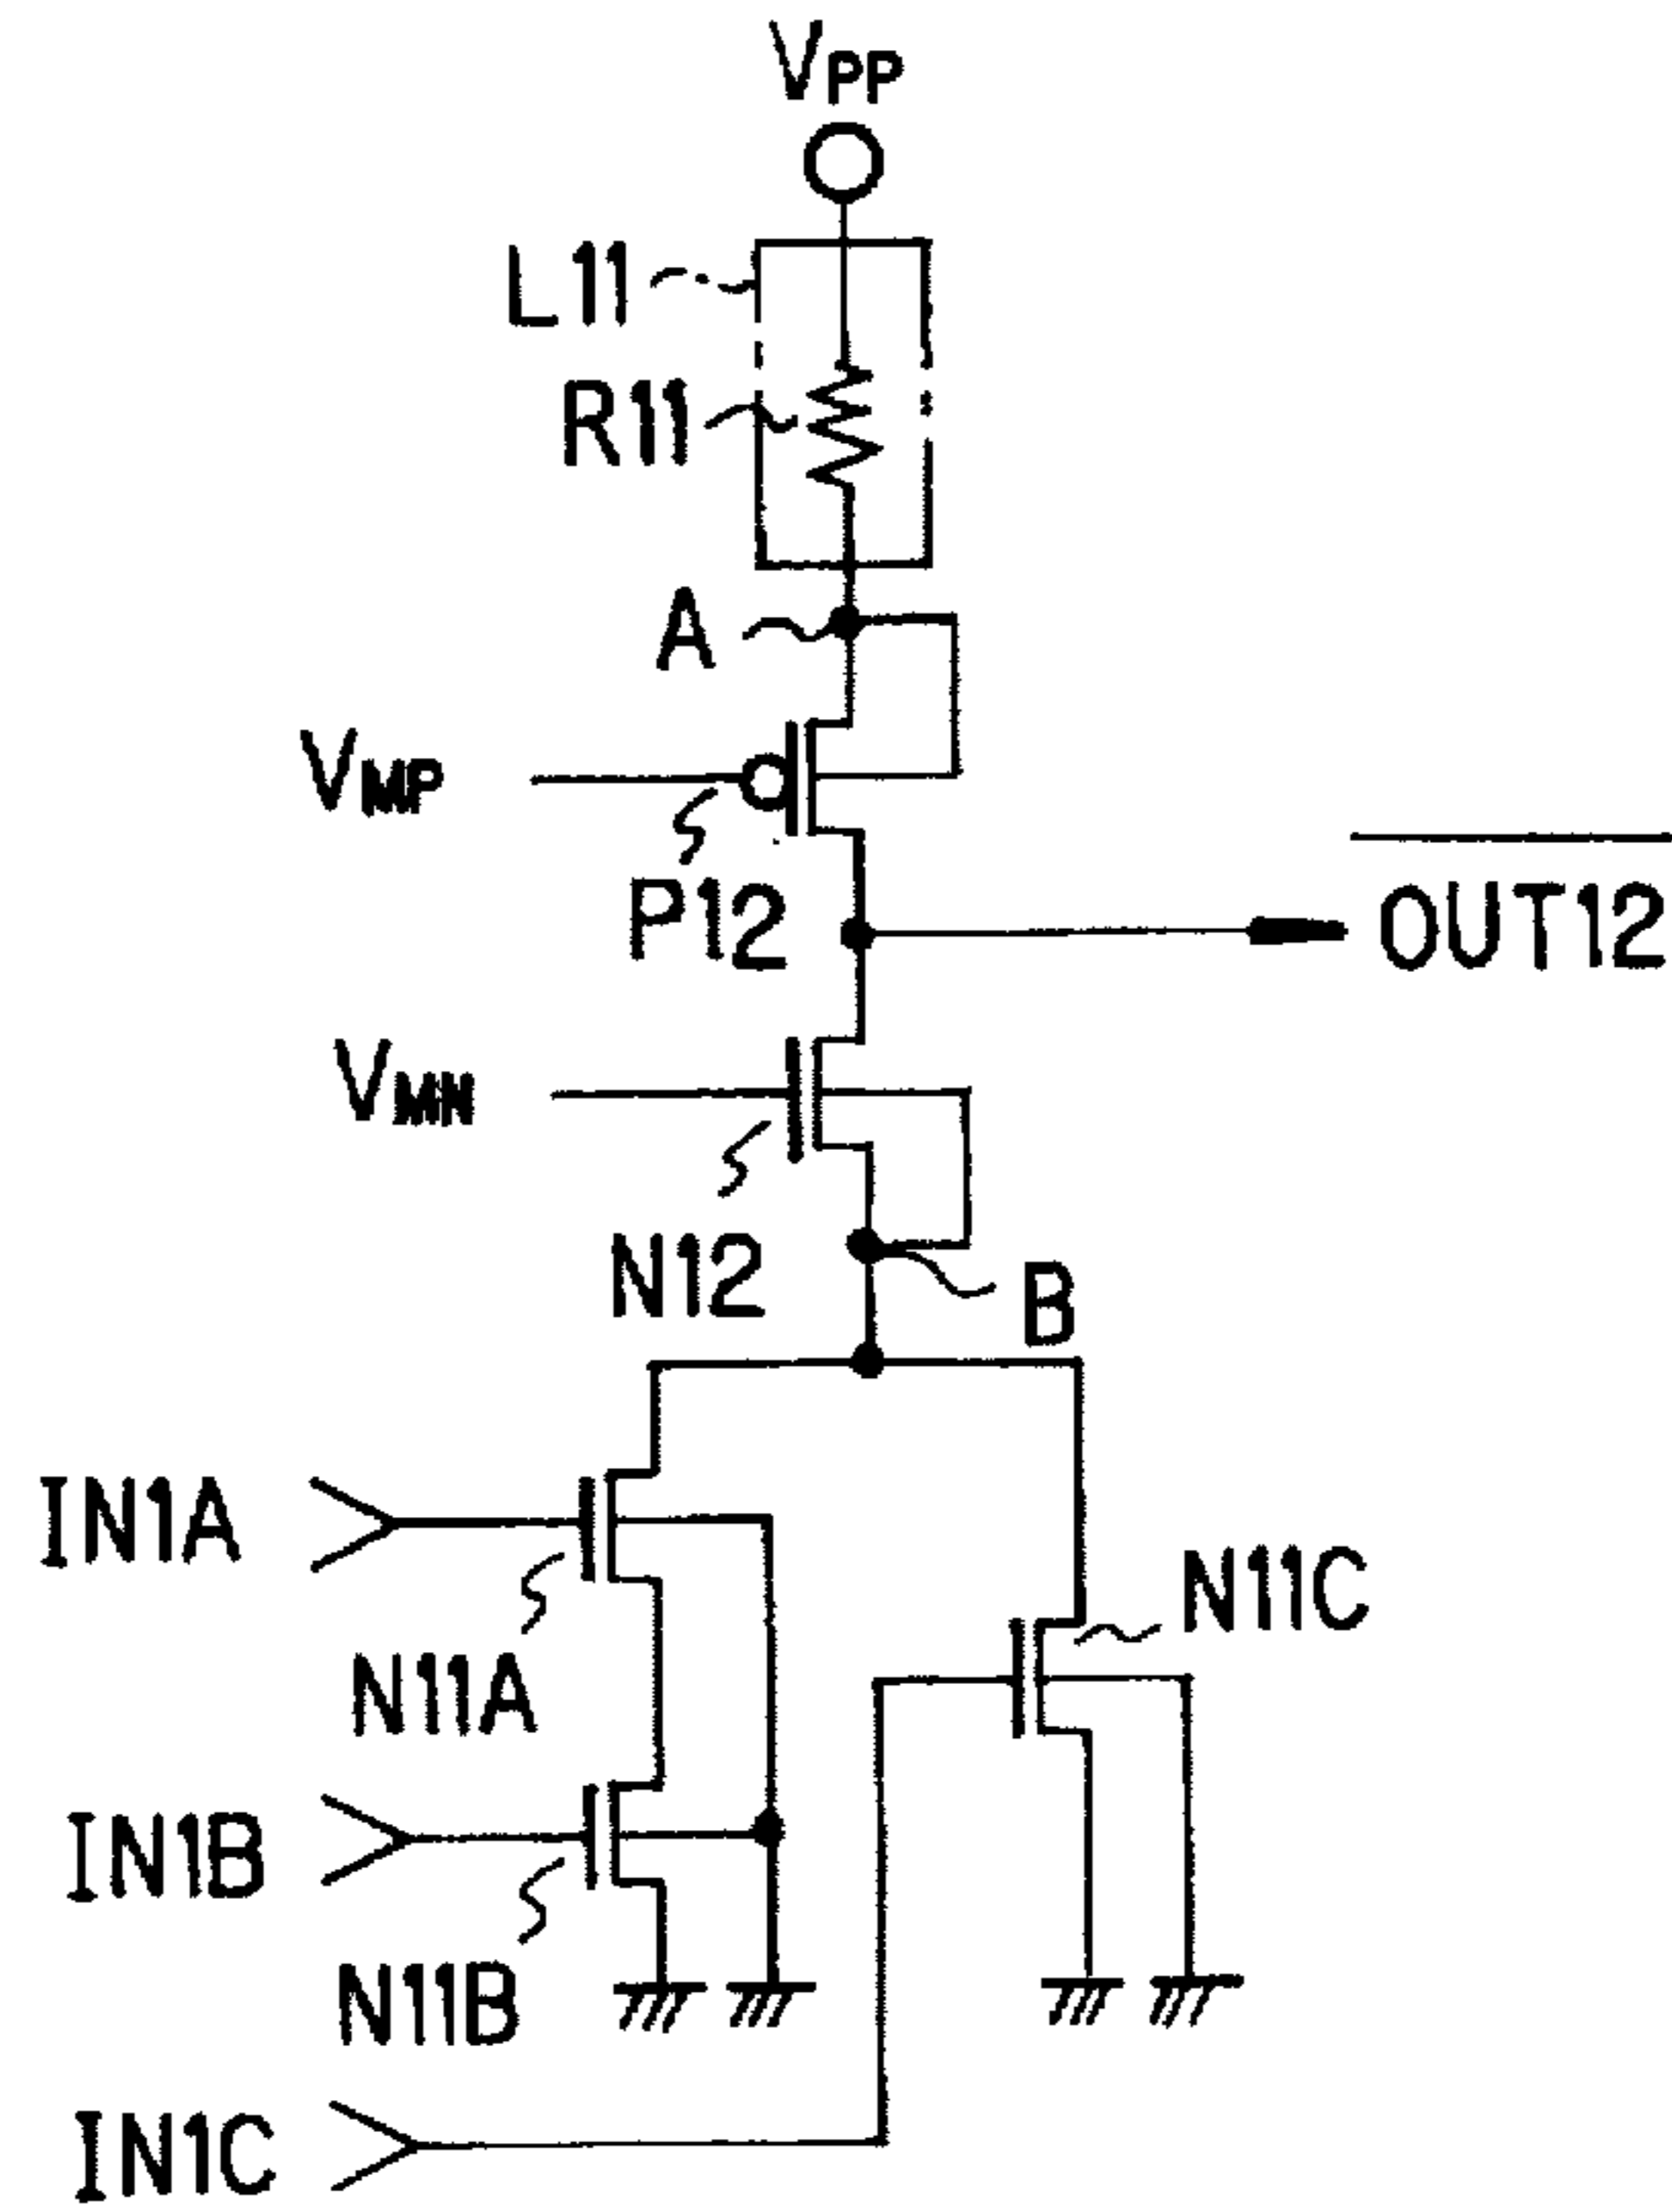 VPP
L11
R11
A
VMP
P12
OUT12
VMN
N12
B
IN1A
N11C
N11A
IN1B
N11B
IN1C